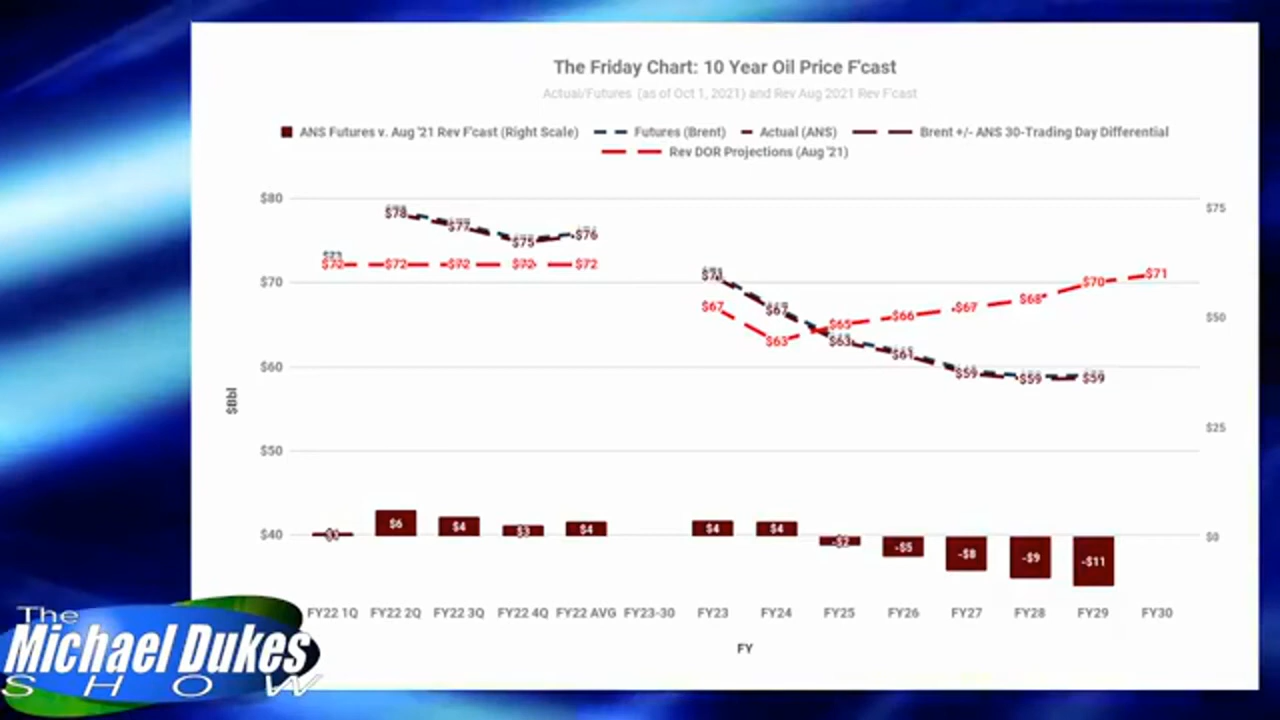 The Friday Chart: 10 Year Oil Price F'cast
Actual/Futures (as of Oct 1, 2021) and Rev Aug 2021 Rev F'cast
ANS Futures v. Aug '21 Rev F'cast (Right Scale) Futures (Brent) Actual (ANS) Brent +/- ANS 30-Trading Day Differential
Rev DOR Projections (Aug '21)
$80 $75
$78 $77 $75 $76
$72 $72 $72 $72 $72
$70
$71 $67 $63 $61 $59 $59 $59
$67 $63 $65 $66 $67 $68 $70 $71
$60 $50
$Bbl
$50 $25
$40 $0
$6 $4 $3 $4 $4 $4 -$2 -$5 -$8 -$9 -$11
FY22 1Q FY22 2Q FY22 3Q FY22 4Q FY22 AVG FY23-30 FY23 FY24 FY25 FY26 FY27 FY28 FY29 FY30
FY
The
Michael Dukes
SHOW